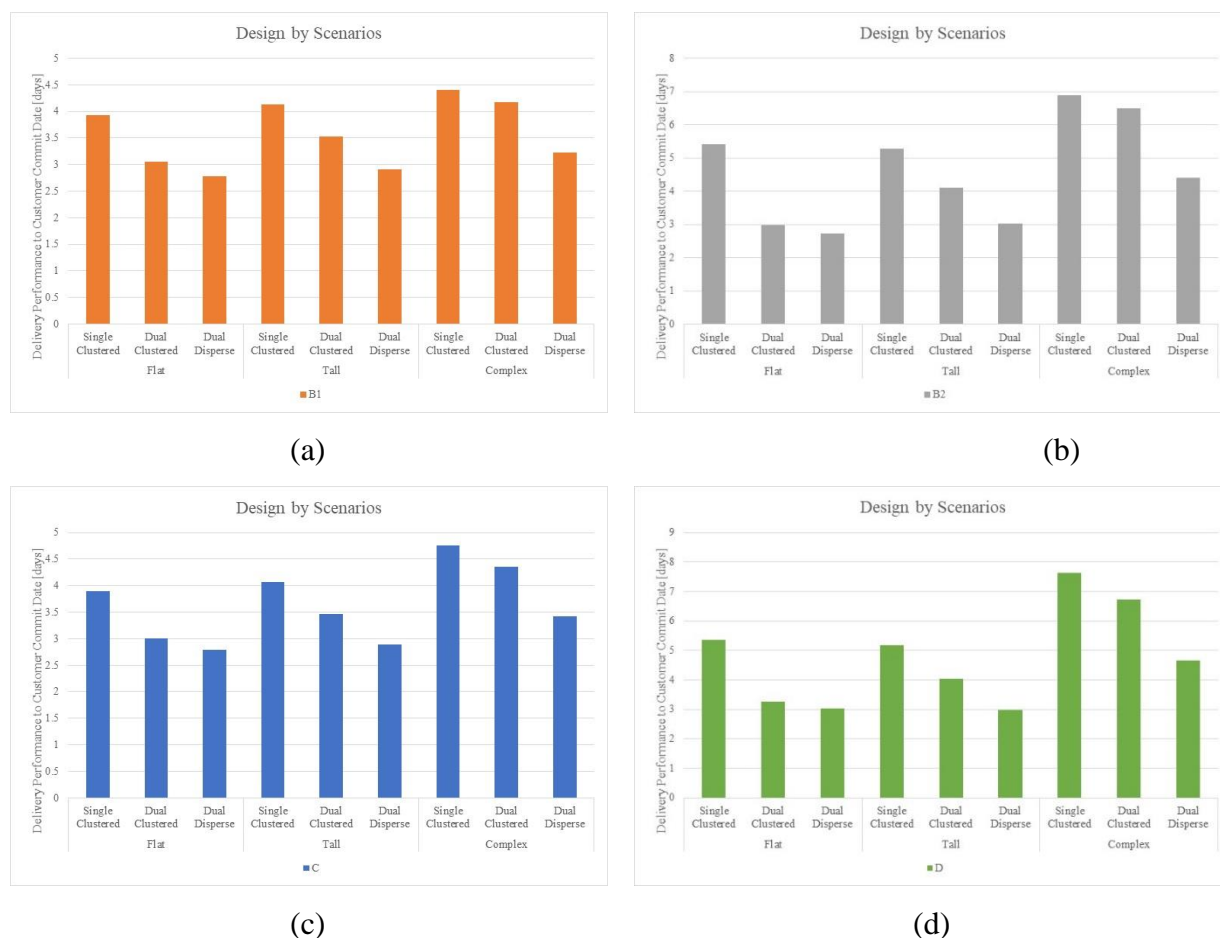 Design by Scenarios
Delivery Performance to Customer Commit Date [days]
5
4.5
4
3.5
3
2.5
2
1.5
1
0.5
0
Single Clustered
Dual Clustered
Dual Disperse
Single Clustered
Dual Clustered
Dual Disperse
Single Clustered
Dual Clustered
Dual Disperse
Flat
Tall
Complex
B1
(a)
Design by Scenarios
Delivery Performance to Customer Commit Date [days]
8
7
6
5
4
3
2
1
0
Single Clustered
Dual Clustered
Dual Disperse
Single Clustered
Dual Clustered
Dual Disperse
Single Clustered
Dual Clustered
Dual Disperse
Flat
Tall
Complex
B2
(b)
Design by Scenarios
Delivery Performance to Customer Commit Date [days]
5
4.5
4
3.5
3
2.5
2
1.5
1
0.5
0
Single Clustered
Dual Clustered
Dual Disperse
Single Clustered
Dual Clustered
Dual Disperse
Single Clustered
Dual Clustered
Dual Disperse
Flat
Tall
Complex
C
(c)
Design by Scenarios
Delivery Performance to Customer Commit Date [days]
9
8
7
6
5
4
3
2
1
0
Single Clustered
Dual Clustered
Dual Disperse
Single Clustered
Dual Clustered
Dual Disperse
Single Clustered
Dual Clustered
Dual Disperse
Flat
Tall
Complex
D
(d)